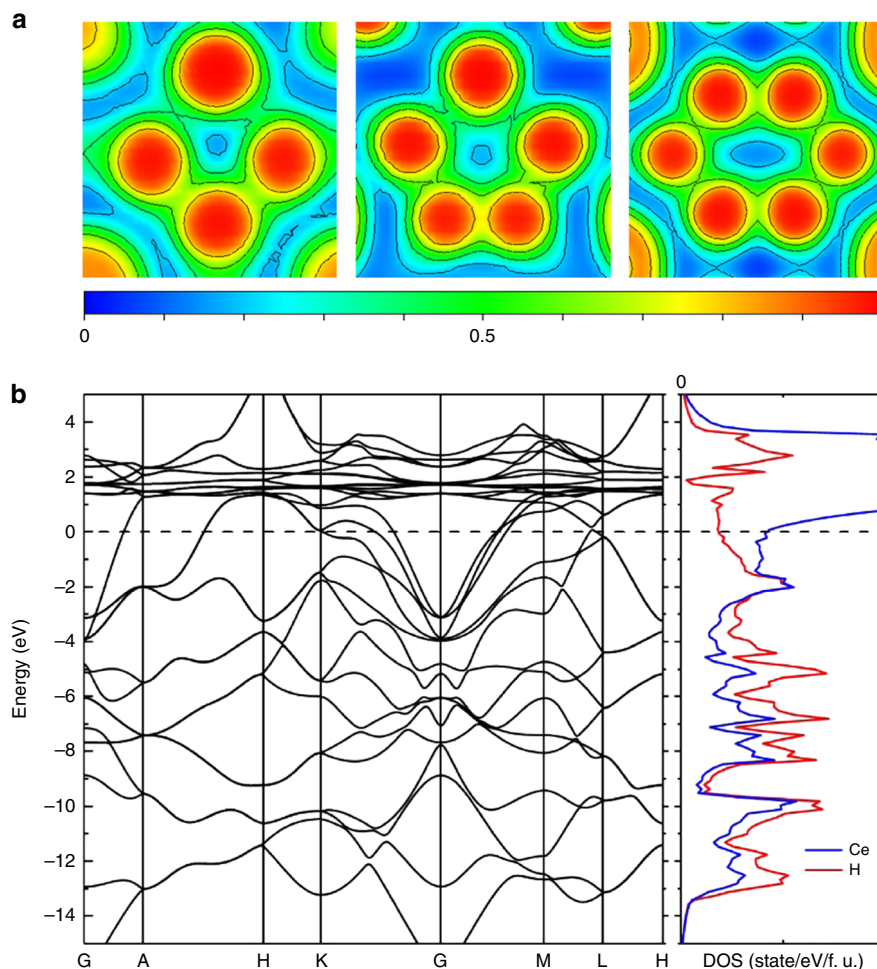 a
0 0.5
b
0
4
2
0
−2
−4
−6
−8
−10
−12
−14
Energy (eV)
Ce
H
G A H K G M L H
DOS (state/eV/f. u.)